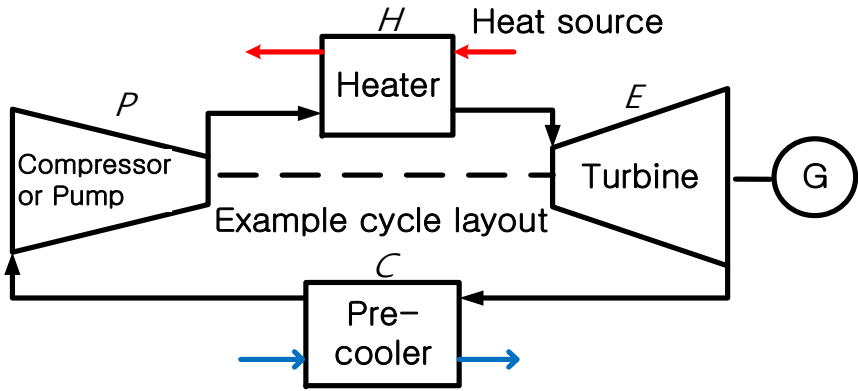 H
Heat source
Heater
P
E
Compressor
or Pump
Turbine
G
Example cycle layout
C
Pre-
cooler